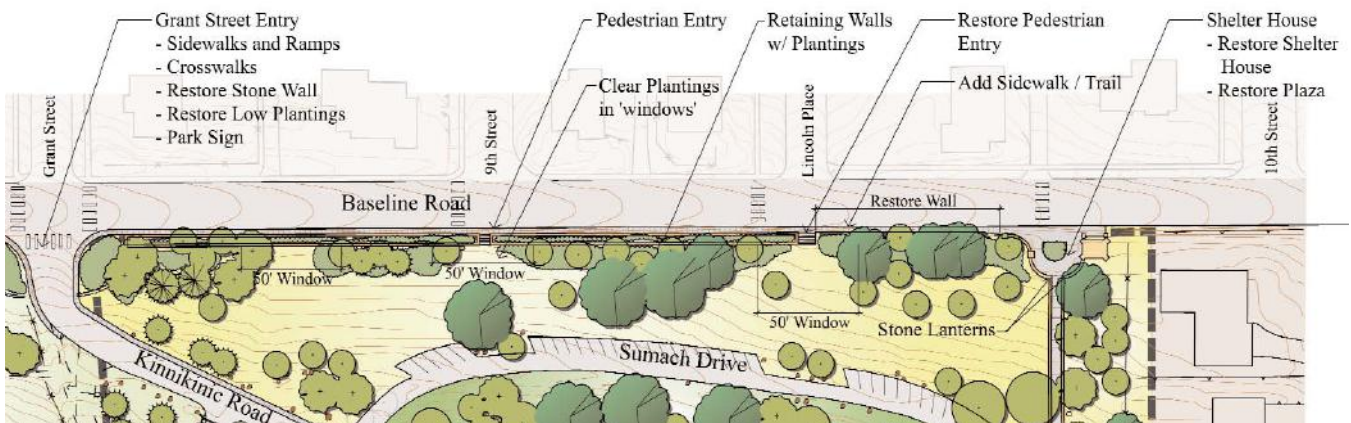 Grant Street Entry
- Sidewalks and Ramps
- Crosswalks
- Restore Stone Wall
- Restore Low Plantings
- Park Sign
Pedestrian Entry
Clear Plantings
in 'windows'
Retaining Walls
w/ Plantings
Restore Pedestrian
Entry
Add Sidewalk / Trail
Shelter House
- Restore Shelter
House
- Restore Plaza
Grant Street
9th Street
Lincoln Place
10th Street
Baseline Road
Restore Wall
50' Window
50' Window
50' Window
Stone Lanterns
Kinnikinic Road
Sumach Drive